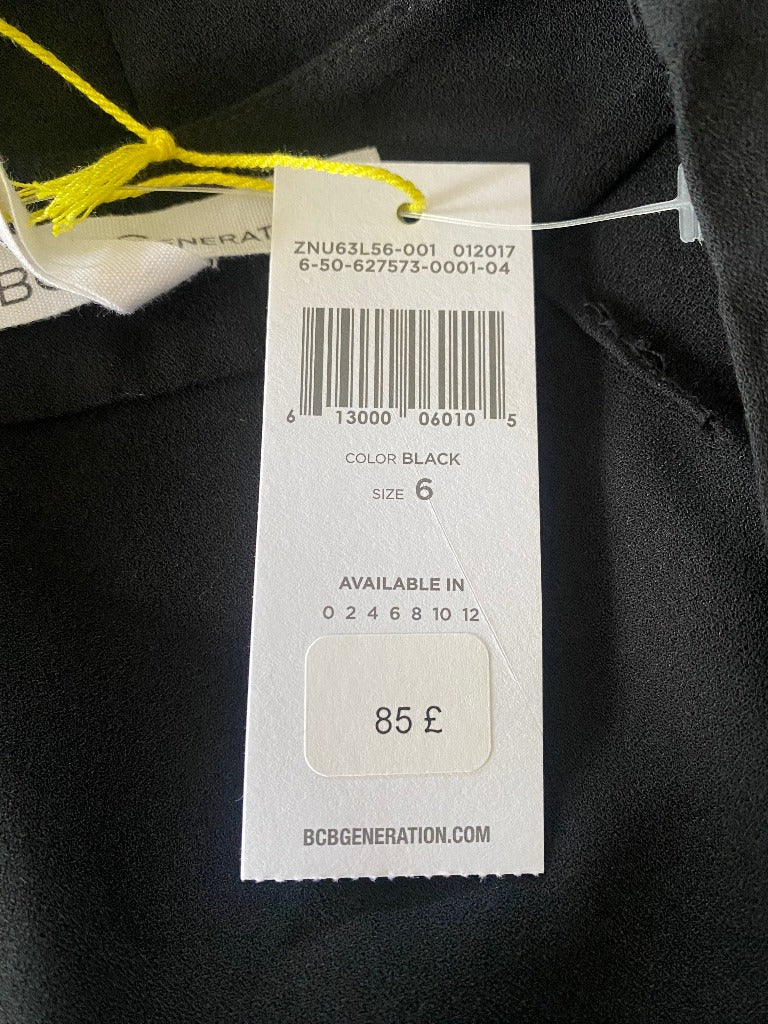 ENERAT
ZNU63L56-001 012017
6-50-627573-0001-04
6 13000 06010 5
COLOR BLACK
SIZE 6
AVAILABLE IN
0 2 4 6 8 10 12
85 £
BCBGENERATION.COM